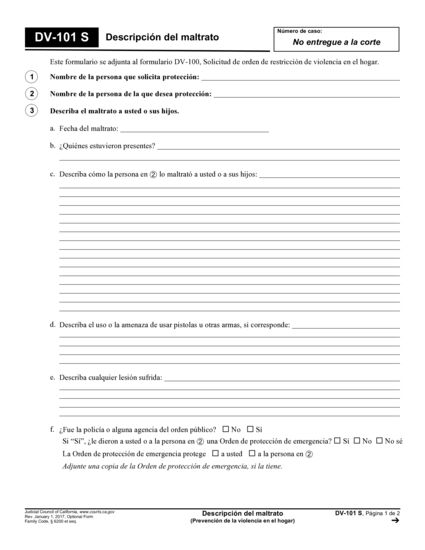 DV-101 S
Descripción del maltrato
Número de caso:
No entregue a la corte
Este formulario se adjunta al formulario DV-100, Solicitud de orden de restricción de violencia en el hogar.
1 Nombre de la persona que solicita protección:
2 Nombre de la persona de la que desea protección:
3 Describa el maltrato a usted o sus hijos.
a. Fecha del maltrato:
b. ¿Quiénes estuvieron presentes?
c. Describa cómo la persona en ② lo maltrató a usted o a sus hijos:
d. Describa el uso o la amenaza de usar pistolas u otras armas, si corresponde:
e. Describa cualquier lesión sufrida:
f. ¿Fue la policía o alguna agencia del orden público? ☐ No ☐ Sí
Si “Sí”, ¿le dieron a usted o a la persona en ② una Orden de protección de emergencia? ☐ Sí ☐ No ☐ No sé
La Orden de protección de emergencia protege ☐ a usted ☐ a la persona en ②
Adjunte una copia de la Orden de protección de emergencia, si la tiene.
Judicial Council of California, www.courts.ca.gov
Rev. January 1, 2017, Optional Form
Family Code, § 6200 et seq.
Descripción del maltrato
(Prevención de la violencia en el hogar)
DV-101 S, Página 1 de 2
→